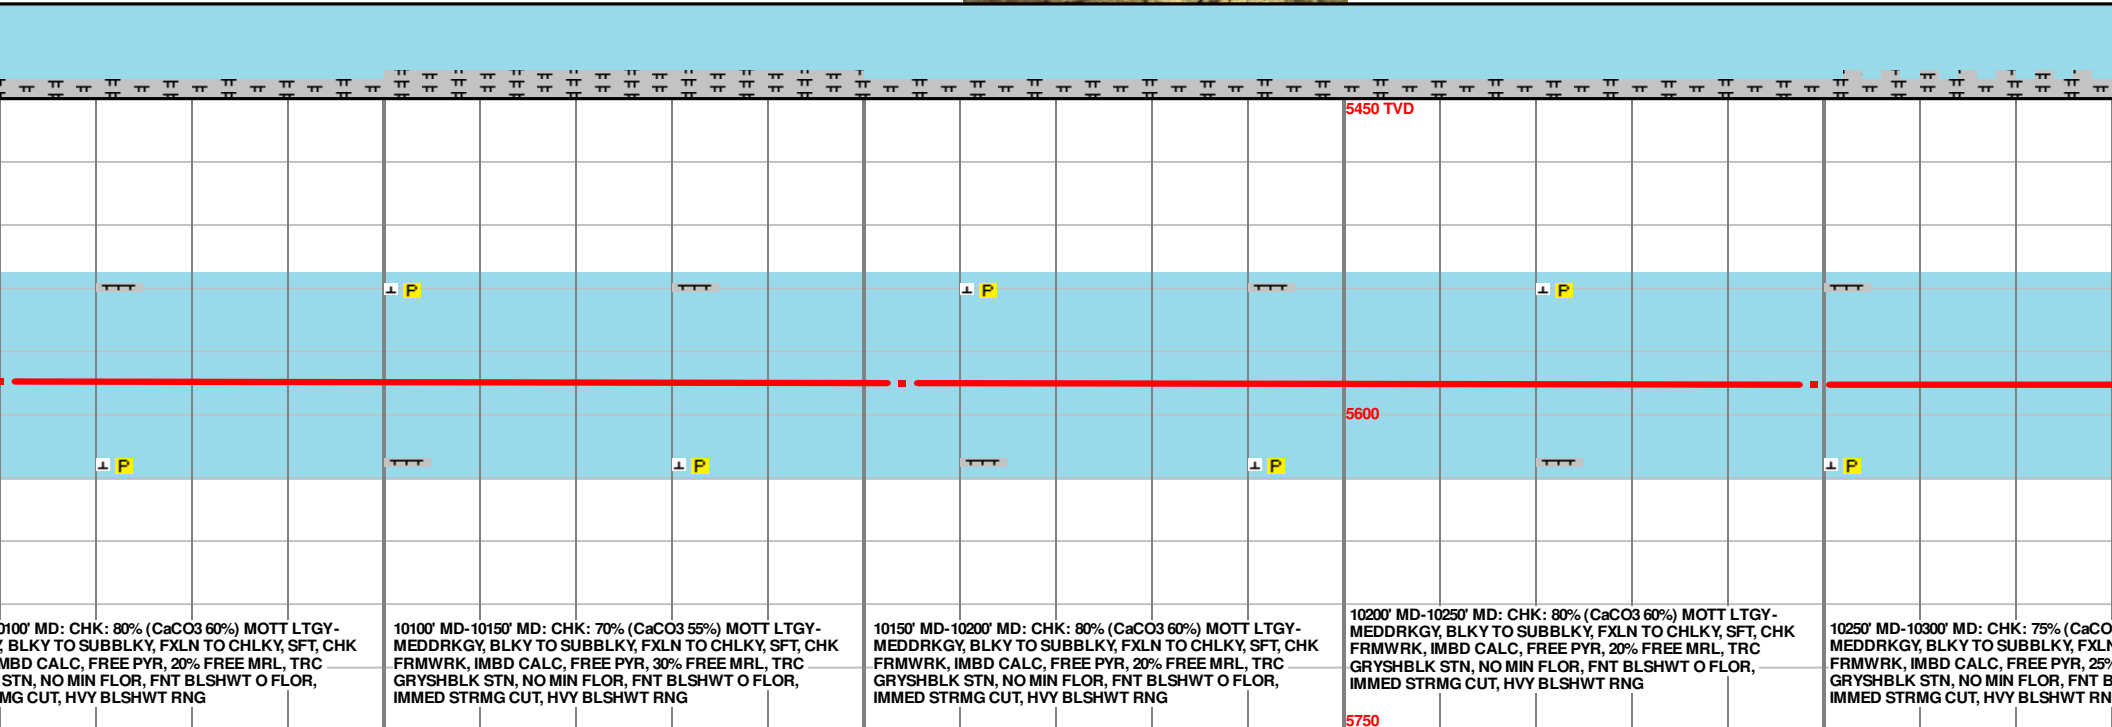 5450 TVD
P
P
P
5600
P
P
P
P
0100' MD: CHK: 80% (CaCO3 60%) MOTT LTGY-
, BLKY TO SUBBLKY, FXLN TO CHLKY, SFT, CHK
MBD CALC, FREE PYR, 20% FREE MRL, TRC
STN, NO MIN FLOR, FNT BLSHWT O FLOR,
MG CUT, HVY BLSHWT RNG
10100' MD-10150' MD: CHK: 70% (CaCO3 55%) MOTT LTGY-
MEDDRKGY, BLKY TO SUBBLKY, FXLN TO CHLKY, SFT, CHK
FRMWRK, IMBD CALC, FREE PYR, 30% FREE MRL, TRC
GRYSHBLK STN, NO MIN FLOR, FNT BLSHWT O FLOR,
IMMED STRMG CUT, HVY BLSHWT RNG
10150' MD-10200' MD: CHK: 80% (CaCO3 60%) MOTT LTGY-
MEDDRKGY, BLKY TO SUBBLKY, FXLN TO CHLKY, SFT, CHK
FRMWRK, IMBD CALC, FREE PYR, 20% FREE MRL, TRC
GRYSHBLK STN, NO MIN FLOR, FNT BLSHWT O FLOR,
IMMED STRMG CUT, HVY BLSHWT RNG
10200' MD-10250' MD: CHK: 80% (CaCO3 60%) MOTT LTGY-
MEDDRKGY, BLKY TO SUBBLKY, FXLN TO CHLKY, SFT, CHK
FRMWRK, IMBD CALC, FREE PYR, 20% FREE MRL, TRC
GRYSHBLK STN, NO MIN FLOR, FNT BLSHWT O FLOR,
IMMED STRMG CUT, HVY BLSHWT RNG
10250' MD-10300' MD: CHK: 75% (CaCO
MEDDRKGY, BLKY TO SUBBLKY, FXLN
FRMWRK, IMBD CALC, FREE PYR, 25%
GRYSHBLK STN, NO MIN FLOR, FNT B
IMMED STRMG CUT, HVY BLSHWT RN
5750